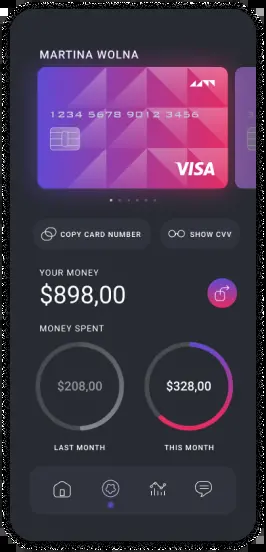 MARTINA WOLNA
1234 5678 9012 3456
VISA
COPY CARD NUMBER
SHOW CVV
YOUR MONEY
$898,00
MONEY SPENT
$208,00
$328,00
LAST MONTH
THIS MONTH